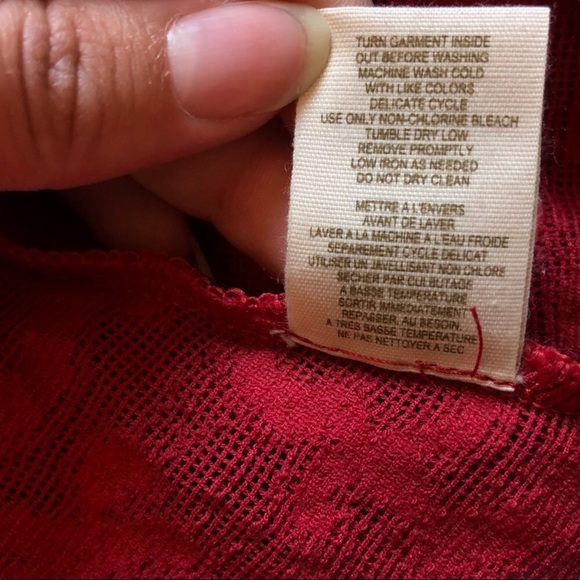 TURN GARMENT INSIDE
OUT BEFORE WASHING
MACHINE WASH COLD
WITH LIKE COLORS
DELICATE CYCLE
USE ONLY NON-CHLORINE BLEACH
TUMBLE DRY LOW
REMOVE PROMPTLY
LOW IRON AS NEEDED
DO NOT DRY CLEAN
METTRE A L'ENVERS
AVANT DE LAVER
LAVER A LA MACHINE A L'EAU FROIDE
SEPAREMENT CYCLE DELICAT
UTILISER UN JAVELLISANT NON CHLORE
SECHER PAR CULBUTAGE
A BASSE TEMPERATURE
SORTIR IMMEDIATEMENT
REPASSER, AU BESOIN,
A TRES BASSE TEMPERATURE
NE PAS NETTOYER A SEC